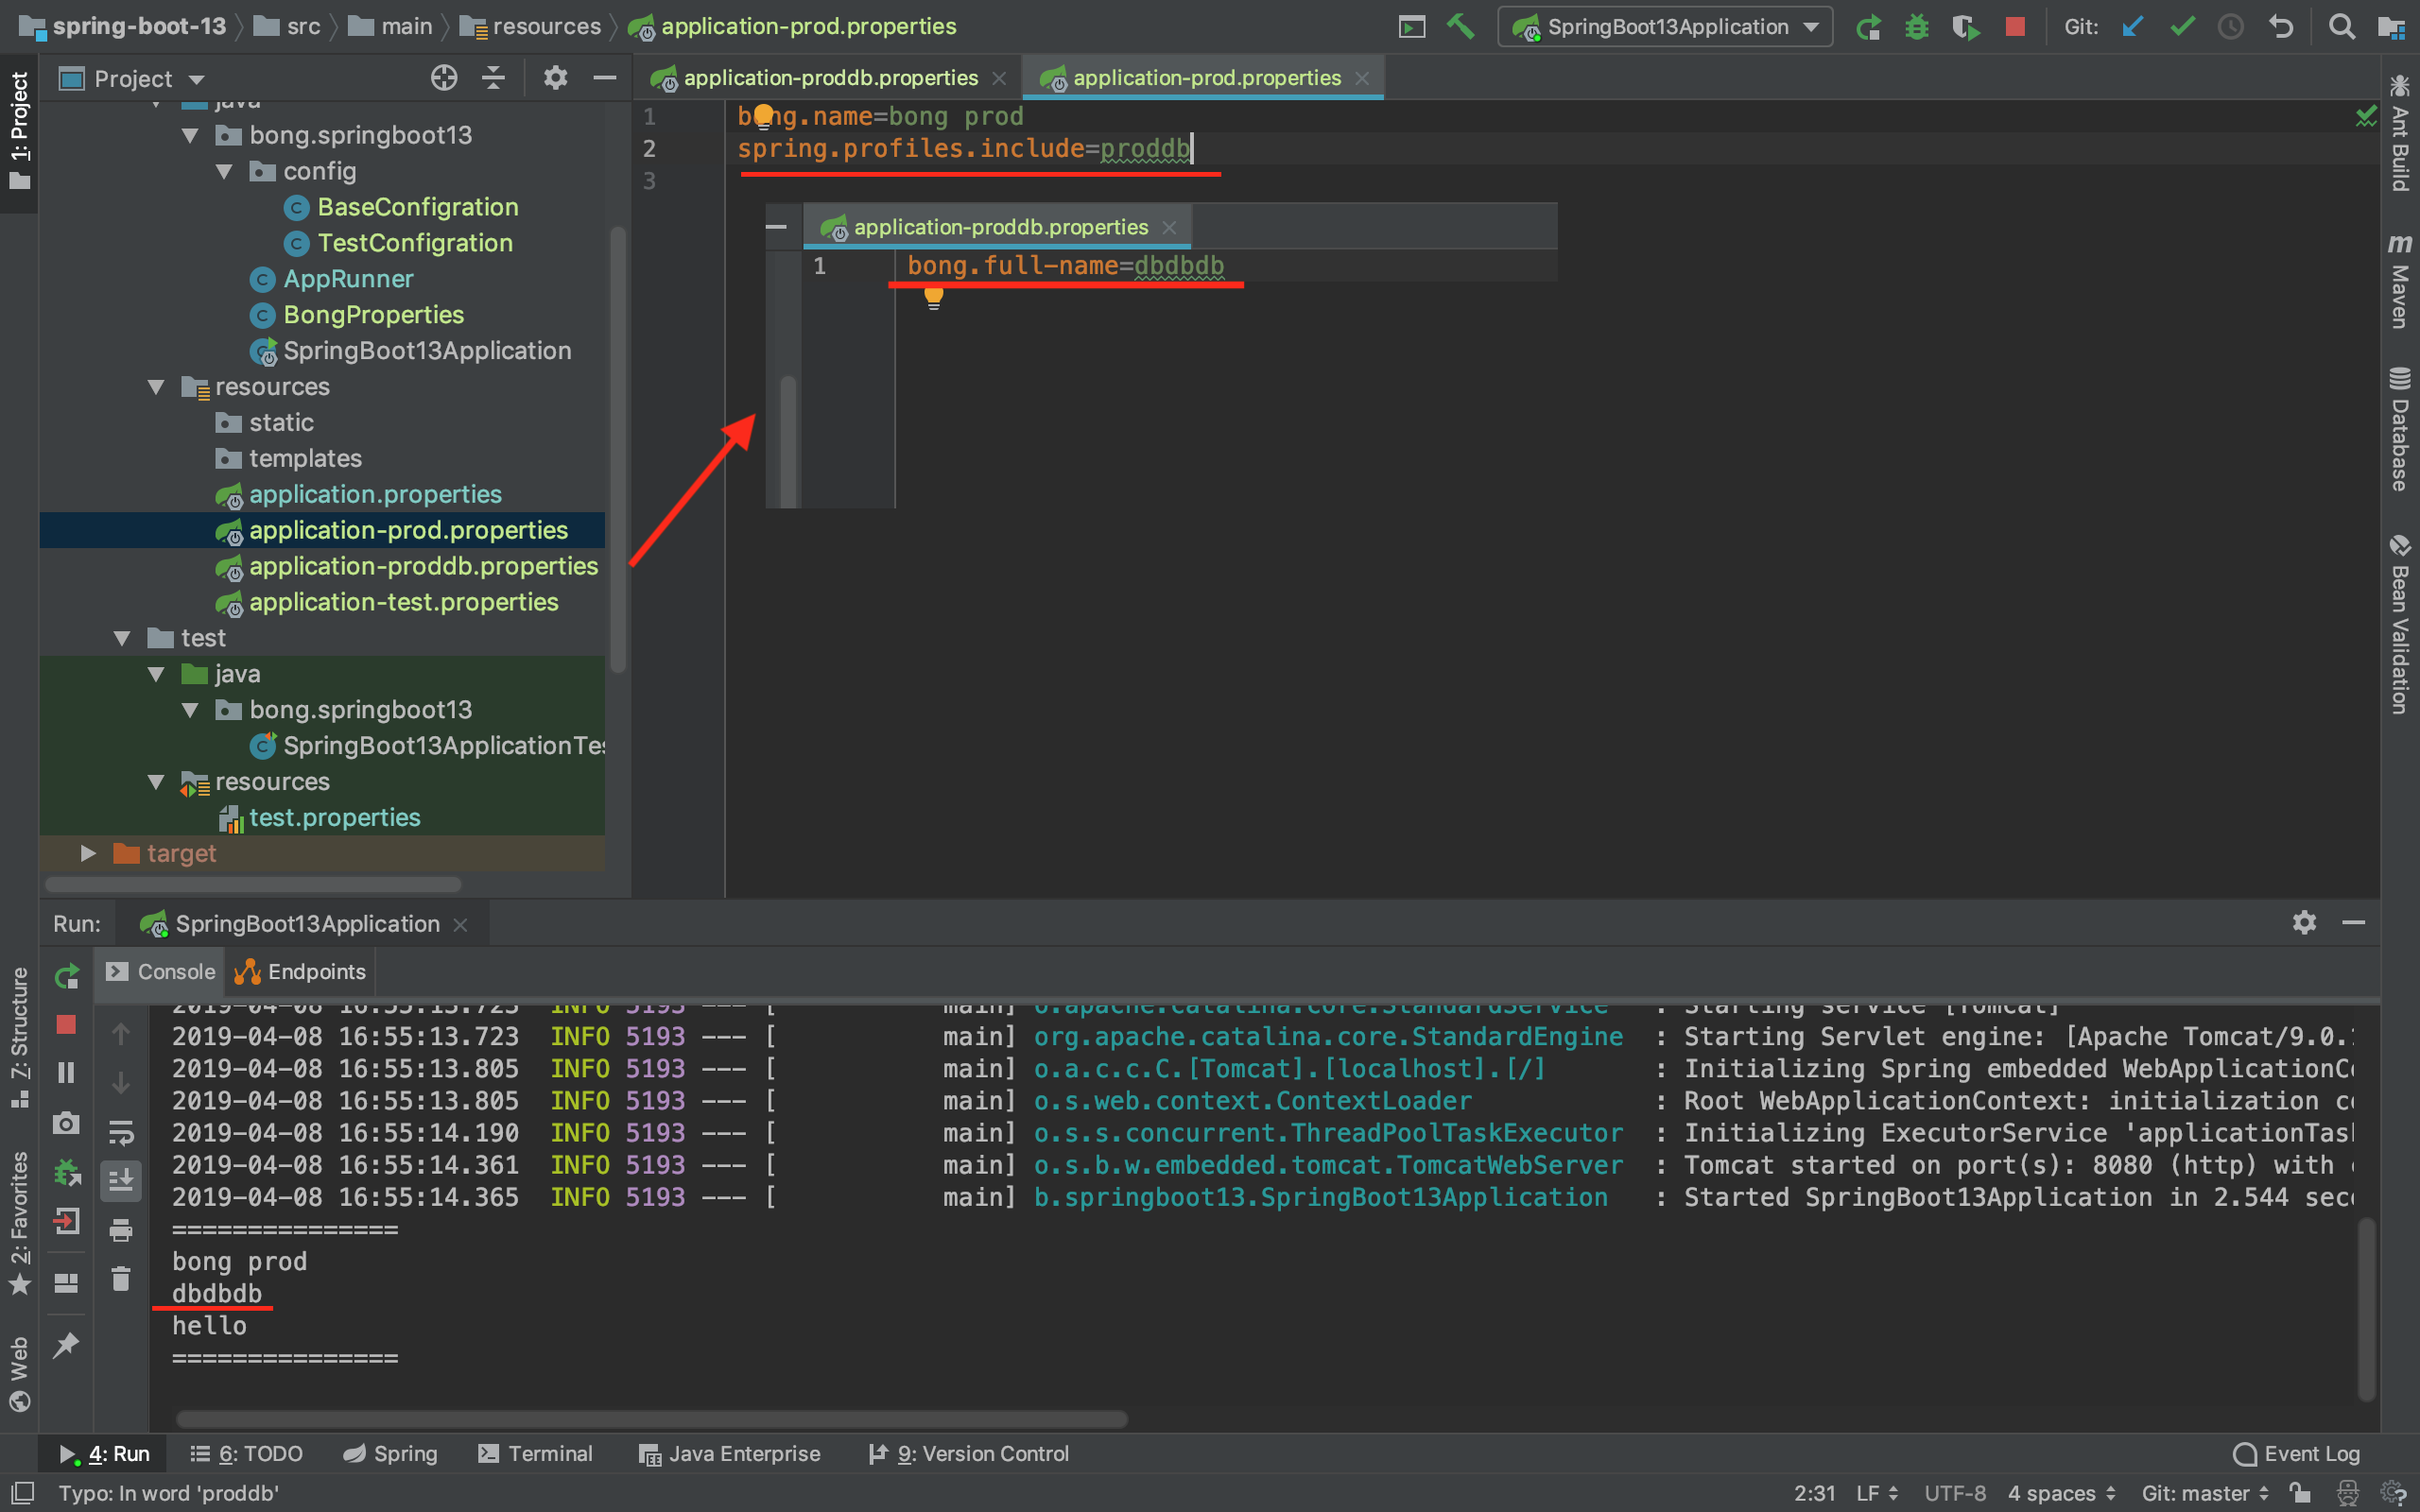 spring-boot-13 src main resources application-prod.properties
SpringBoot13Application Git:
1: Project
Project
java
bong.springboot13
config
BaseConfigration
TestConfigration
AppRunner
BongProperties
SpringBoot13Application
resources
static
templates
application.properties
application-prod.properties
application-proddb.properties
application-test.properties
test
java
bong.springboot13
SpringBoot13ApplicationTes
resources
test.properties
target
application-proddb.properties application-prod.properties
1 bong.name=bong prod
2 spring.profiles.include=proddb
3
application-proddb.properties
1 bong.full-name=dbdbdb
Ant Build
m Maven
Database
Bean Validation
Run: SpringBoot13Application
Console Endpoints
7: Structure
2: Favorites
Web
2019-04-08 16:55:13.723 INFO 5193 --- [ main] o.apache.catalina.core.StandardService : Starting service [Tomcat]
2019-04-08 16:55:13.723 INFO 5193 --- [ main] org.apache.catalina.core.StandardEngine : Starting Servlet engine: [Apache Tomcat/9.0.
2019-04-08 16:55:13.805 INFO 5193 --- [ main] o.a.c.c.C.[Tomcat].[localhost].[/] : Initializing Spring embedded WebApplicationCo
2019-04-08 16:55:13.805 INFO 5193 --- [ main] o.s.web.context.ContextLoader : Root WebApplicationContext: initialization co
2019-04-08 16:55:14.190 INFO 5193 --- [ main] o.s.s.concurrent.ThreadPoolTaskExecutor : Initializing ExecutorService 'applicationTas
2019-04-08 16:55:14.361 INFO 5193 --- [ main] o.s.b.w.embedded.tomcat.TomcatWebServer : Tomcat started on port(s): 8080 (http) with
2019-04-08 16:55:14.365 INFO 5193 --- [ main] b.springboot13.SpringBoot13Application : Started SpringBoot13Application in 2.544 seco
===============
bong prod
dbdbdb
hello
===============
4: Run 6: TODO Spring Terminal Java Enterprise 9: Version Control Event Log
Typo: In word 'proddb' 2:31 LF UTF-8 4 spaces Git: master